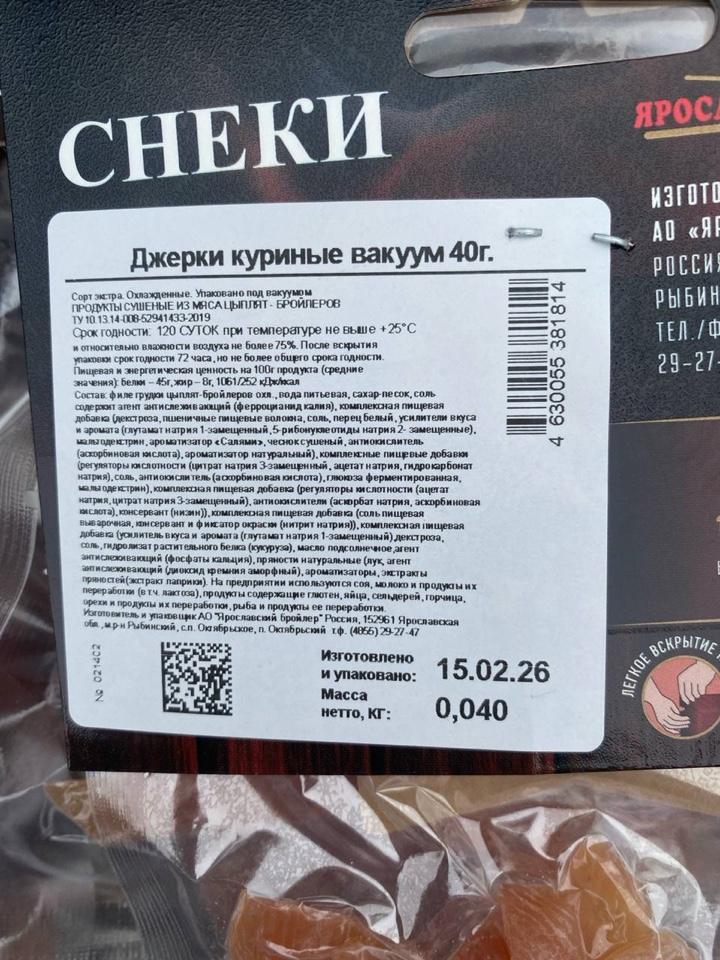 СНЕКИ
ЯРОСЛ
ИЗГОТО
АО «ЯР
РОССИЯ
РЫБИН
ТЕЛ./Ф
29-27-
Джерки куриные вакуум 40г.
Сорт экстра. Охлажденные. Упаковано под вакуумом
ПРОДУКТЫ СУШЕНЫЕ ИЗ МЯСА ЦЫПЛЯТ - БРОЙЛЕРОВ
ТУ 10.13.14-008-52941433-2019
Срок годности: 120 СУТОК при температуре не выше +25°С
и относительно влажности воздуха не более 75%. После вскрытия
упаковки срок годности 72 часа, но не более общего срока годности.
Пищевая и энергетическая ценность на 100г продукта (средние
значения): белки – 45г, жир – 8г, 1061/252 кДж/ккал
Состав: филе грудки цыплят-бройлеров охл., вода питьевая, сахар-песок, соль
содержит агент антислеживающий (ферроцианид калия), комплексная пищевая
добавка (декстроза, пшеничные пищевые волокна, соль, перец белый, усилители вкуса
и аромата (глутамат натрия 1-замещенный, 5-рибонуклеотиды натрия 2- замещенные),
мальтодекстрин, ароматизатор «Салями», чеснок сушеный, антиокислитель
(аскорбиновая кислота), ароматизатор натуральный), комплексные пищевые добавки
(регуляторы кислотности (цитрат натрия 3-замещенный, ацетат натрия, гидрокарбонат
натрия), соль, антиокислитель (аскорбиновая кислота), глюкоза ферментированная,
мальтодекстрин), комплексная пищевая добавка (регуляторы кислотности (ацетат
натрия, цитрат натрия 3-замещенный), антиокислители (аскорбат натрия, аскорбиновая
кислота), консервант (низин)), комплексная пищевая добавка (соль пищевая
выварочная, консервант и фиксатор окраски (нитрит натрия)), комплексная пищевая
добавка (усилитель вкуса и аромата (глутамат натрия 1-замещенный) декстроза,
соль, гидролизат растительного белка (кукуруза), масло подсолнечное, агент
антислеживающий (фосфаты кальция), пряности натуральные (лук, агент
антислеживающий (диоксид кремния аморфный), ароматизаторы, экстракты
пряностей(экстракт паприки). На предприятии используются соя, молоко и продукты их
переработки (в т.ч. лактоза), продукты содержащие глютен, яйца, сельдерей, горчица,
орехи и продукты их переработки, рыба и продукты ее переработки.
Изготовитель и упаковщик АО "Ярославский бройлер" Россия, 152961 Ярославская
обл., м.р-н Рыбинский, с.п. Октябрьское, п. Октябрьский т.ф. (4855) 29-27-47
4 630055 381814
№ 021402
Изготовлено
и упаковано: 15.02.26
Масса
нетто, КГ: 0,040
ЛЕГКОЕ ВСКРЫТИЕ